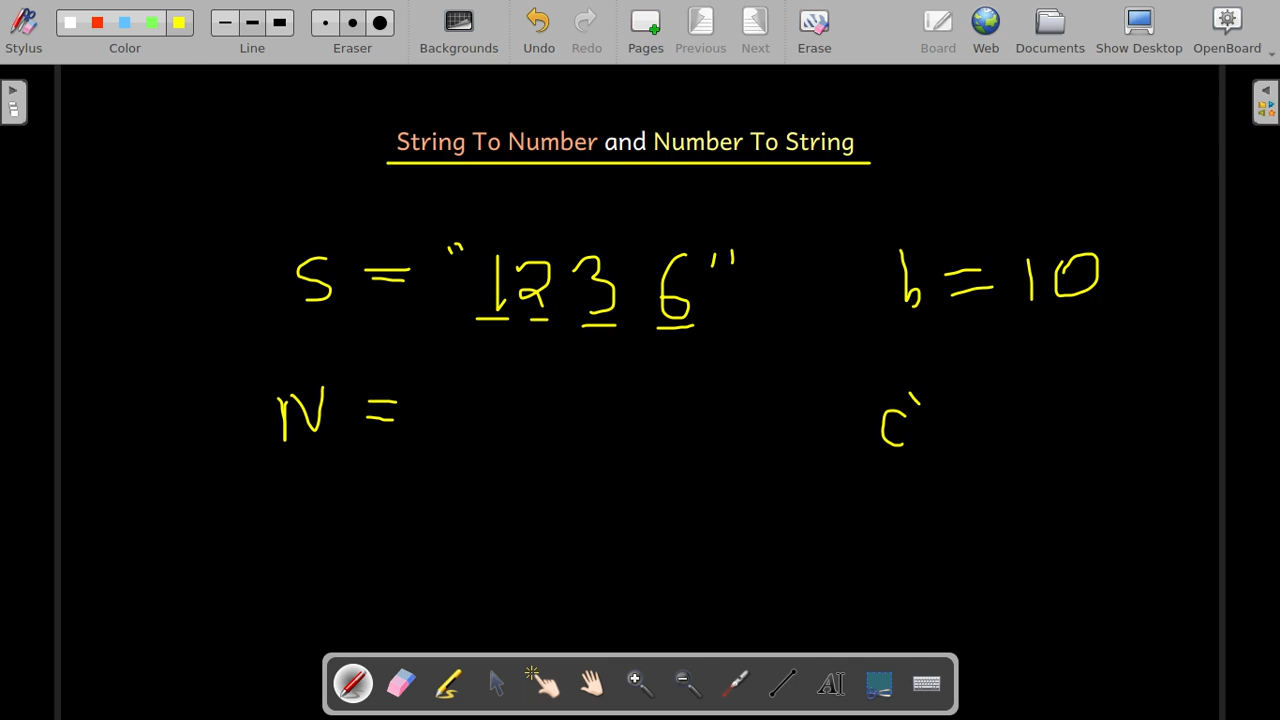 Stylus Color Line Eraser Backgrounds Undo Redo Pages Previous Next Erase Board Web Documents Show Desktop OpenBoard
String To Number and Number To String
s = "1236" b = 10
N = c'
AI